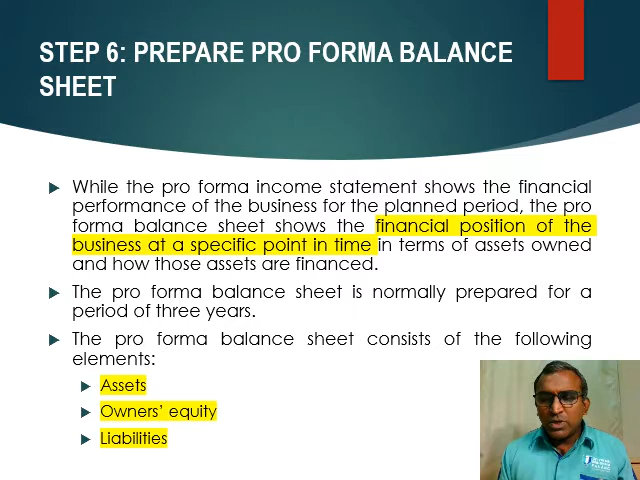 STEP 6: PREPARE PRO FORMA BALANCE
SHEET
While the pro forma income statement shows the financial
performance of the business for the planned period, the pro
forma balance sheet shows the financial position of the
business at a specific point in time in terms of assets owned
and how those assets are financed.
The pro forma balance sheet is normally prepared for a
period of three years.
The pro forma balance sheet consists of the following
elements:
Assets
Owners' equity
Liabilities